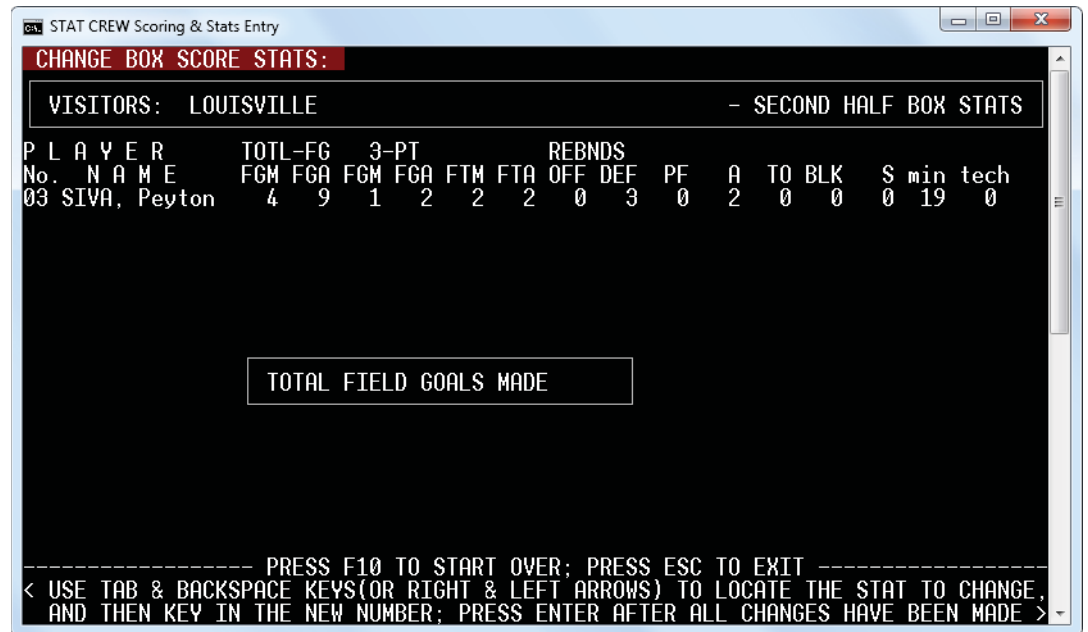 STAT CREW Scoring & Stats Entry
CHANGE BOX SCORE STATS:
VISITORS: LOUISVILLE - SECOND HALF BOX STATS
P L A Y E R TOTL-FG 3-PT REBNDS
No. N A M E FGM FGA FGM FGA FTM FTA OFF DEF PF A TO BLK S min tech
03 SIVA, Peyton 4 9 1 2 2 2 0 3 0 2 0 0 0 19 0
TOTAL FIELD GOALS MADE
------------------ PRESS F10 TO START OVER; PRESS ESC TO EXIT ------------------
< USE TAB & BACKSPACE KEYS(OR RIGHT & LEFT ARROWS) TO LOCATE THE STAT TO CHANGE,
AND THEN KEY IN THE NEW NUMBER; PRESS ENTER AFTER ALL CHANGES HAVE BEEN MADE >